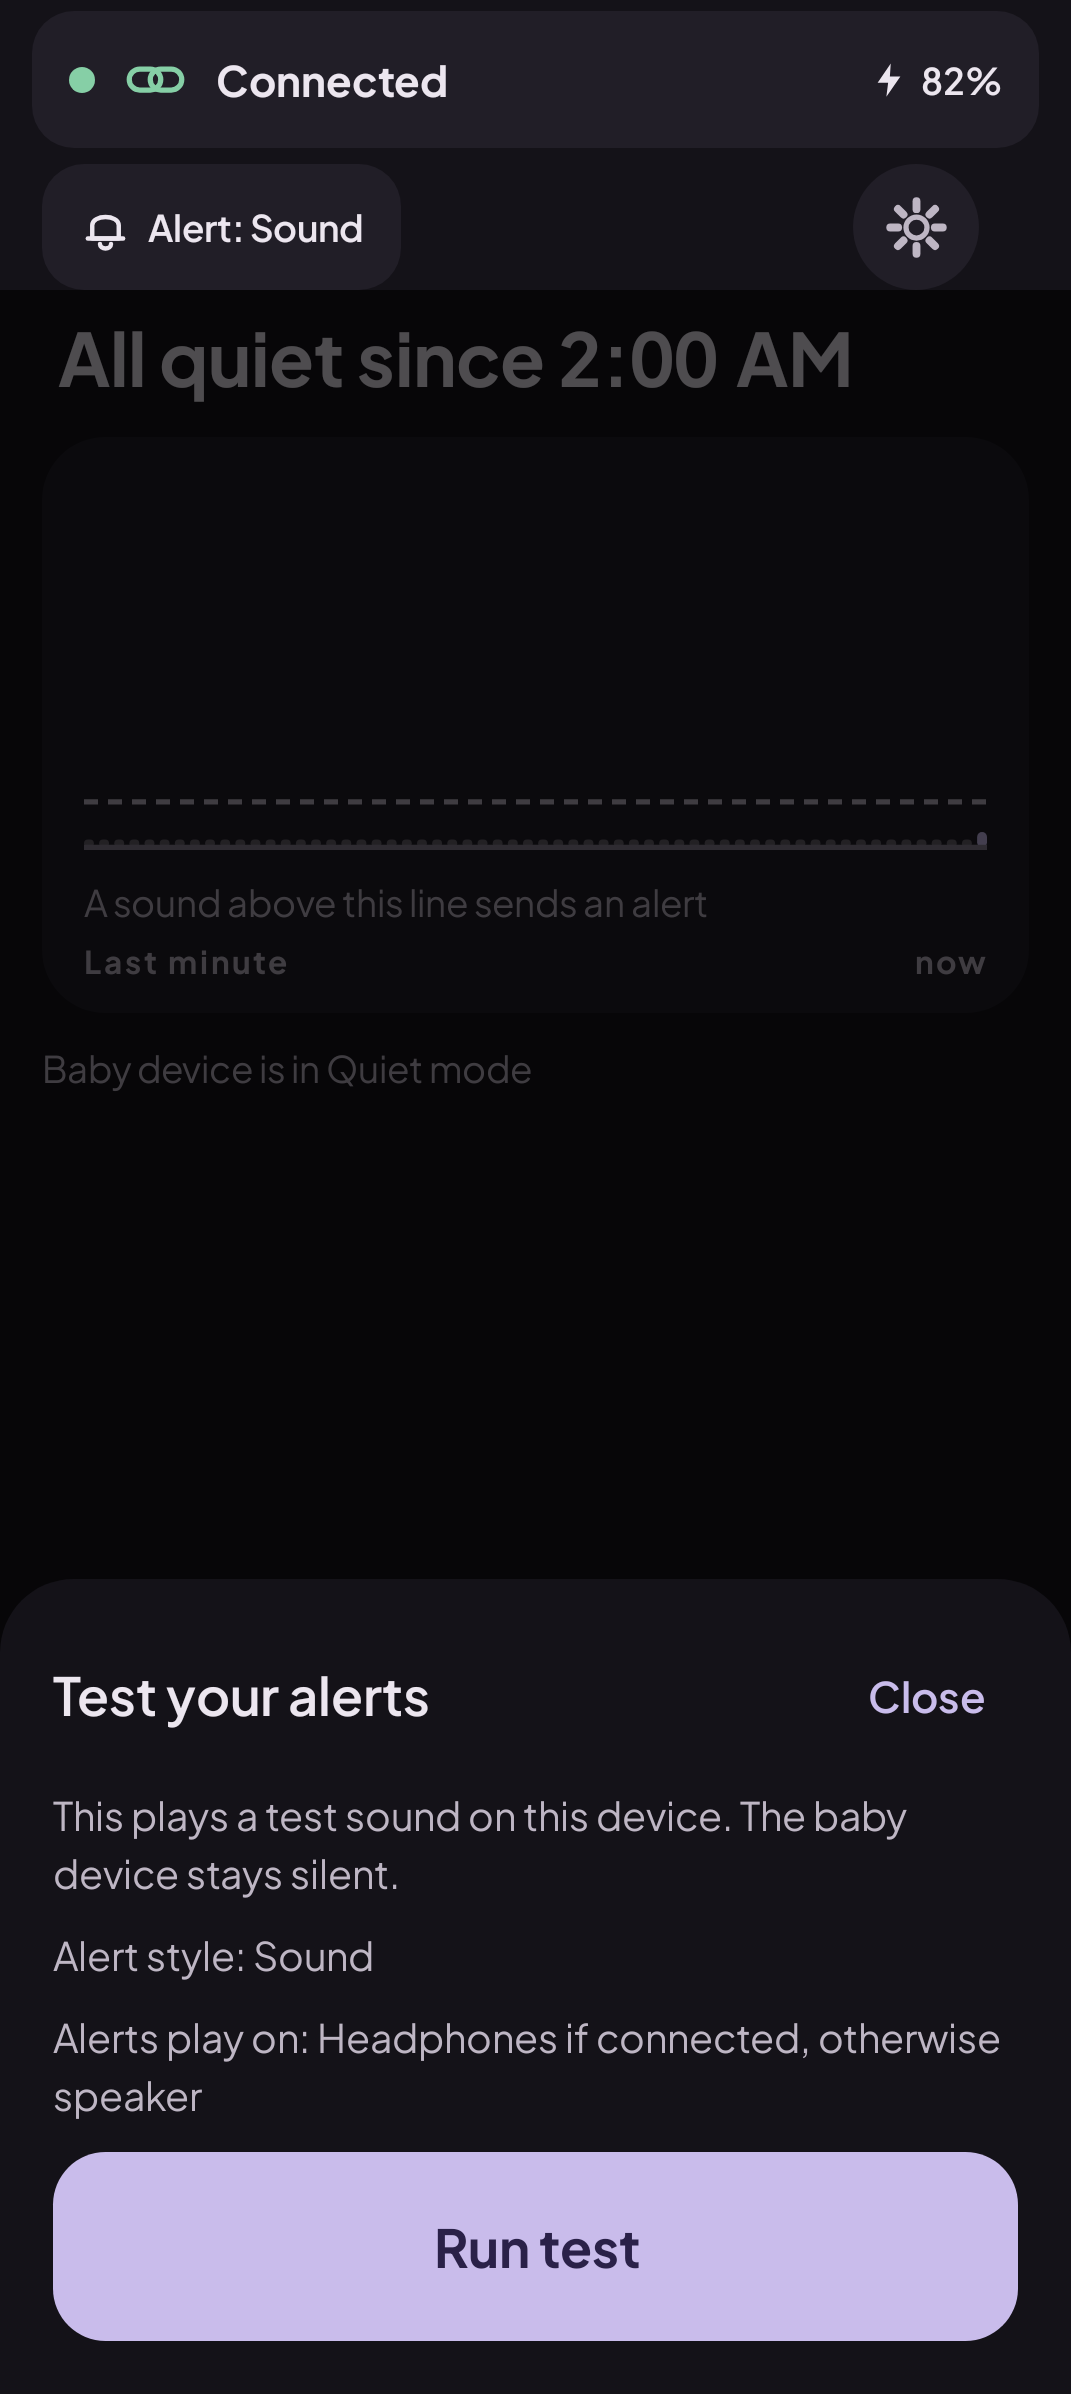 Connected
82%
Alert: Sound
All quiet since 2:00 AM
A sound above this line sends an alert
Last minute
now
Baby device is in Quiet mode
Test your alerts
Close
This plays a test sound on this device. The baby
device stays silent.
Alert style: Sound
Alerts play on: Headphones if connected, otherwise
speaker
Run test